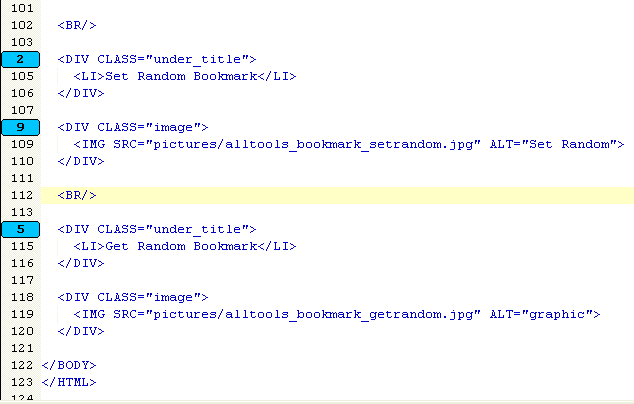 101
102 <BR/>
103
2 <DIV CLASS="under_title">
105 <LI>Set Random Bookmark</LI>
106 </DIV>
107
9 <DIV CLASS="image">
109 <IMG SRC="pictures/alltools_bookmark_setrandom.jpg" ALT="Set Random">
110 </DIV>
111
112 <BR/>
113
5 <DIV CLASS="under_title">
115 <LI>Get Random Bookmark</LI>
116 </DIV>
117
118 <DIV CLASS="image">
119 <IMG SRC="pictures/alltools_bookmark_getrandom.jpg" ALT="graphic">
120 </DIV>
121
122 </BODY>
123 </HTML>
124